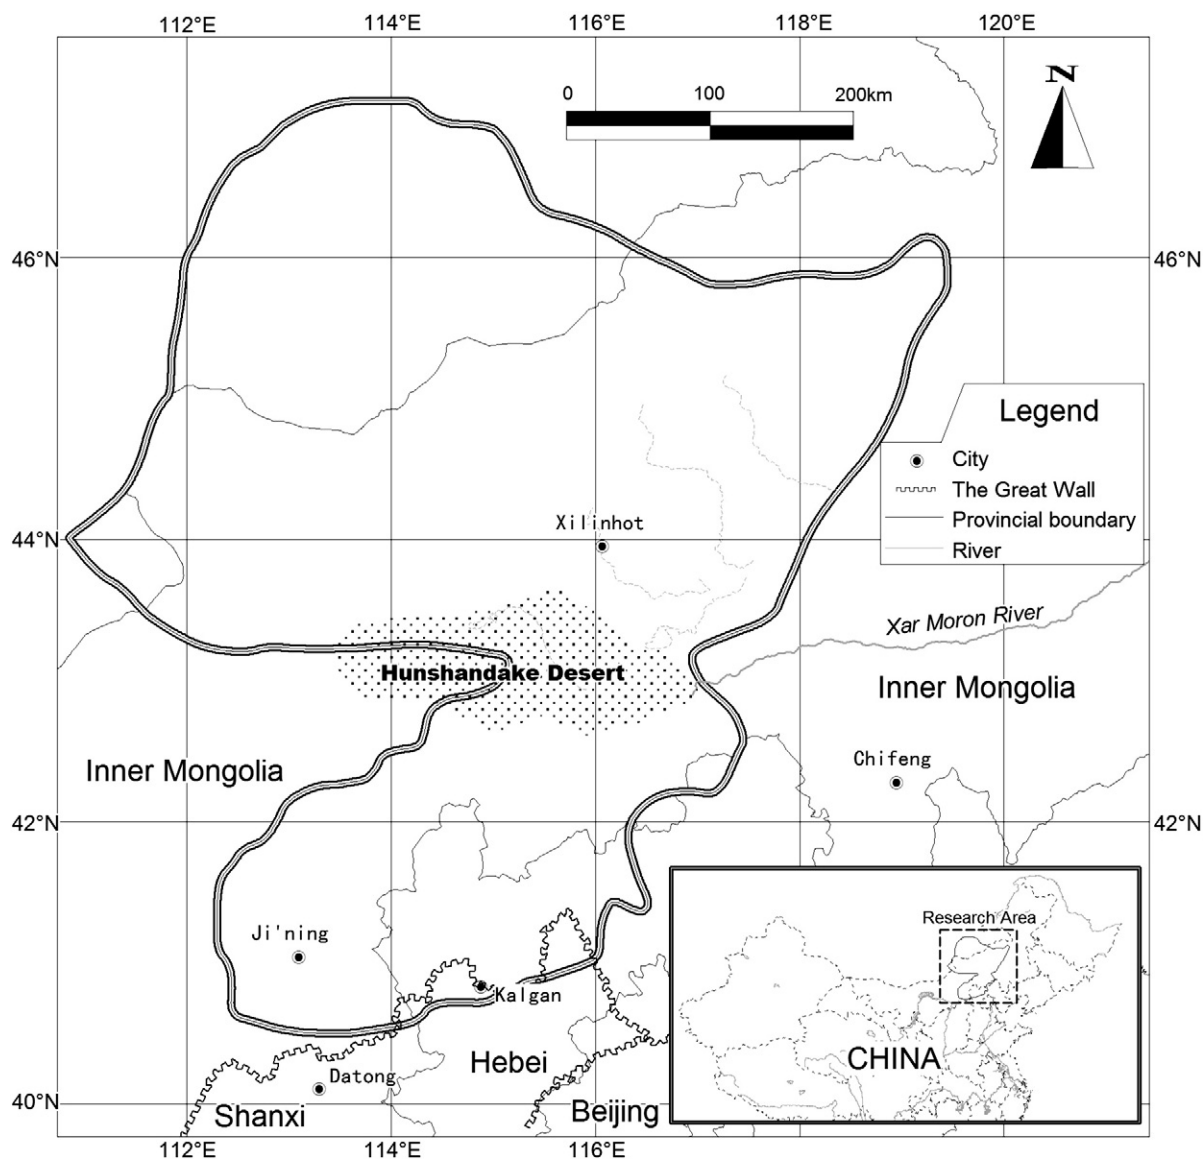 112°E 114°E 116°E 118°E 120°E
N
0 100 200km
46°N 46°N
Legend
City
The Great Wall
Provincial boundary
River
Xilinhot
44°N
Xar Moron River
Hunshandake Desert
Inner Mongolia
Inner Mongolia
Chifeng
42°N 42°N
Research Area
Ji'ning
Kalgan
CHINA
Hebei
Datong
40°N
Shanxi
Beijing
112°E 114°E 116°E